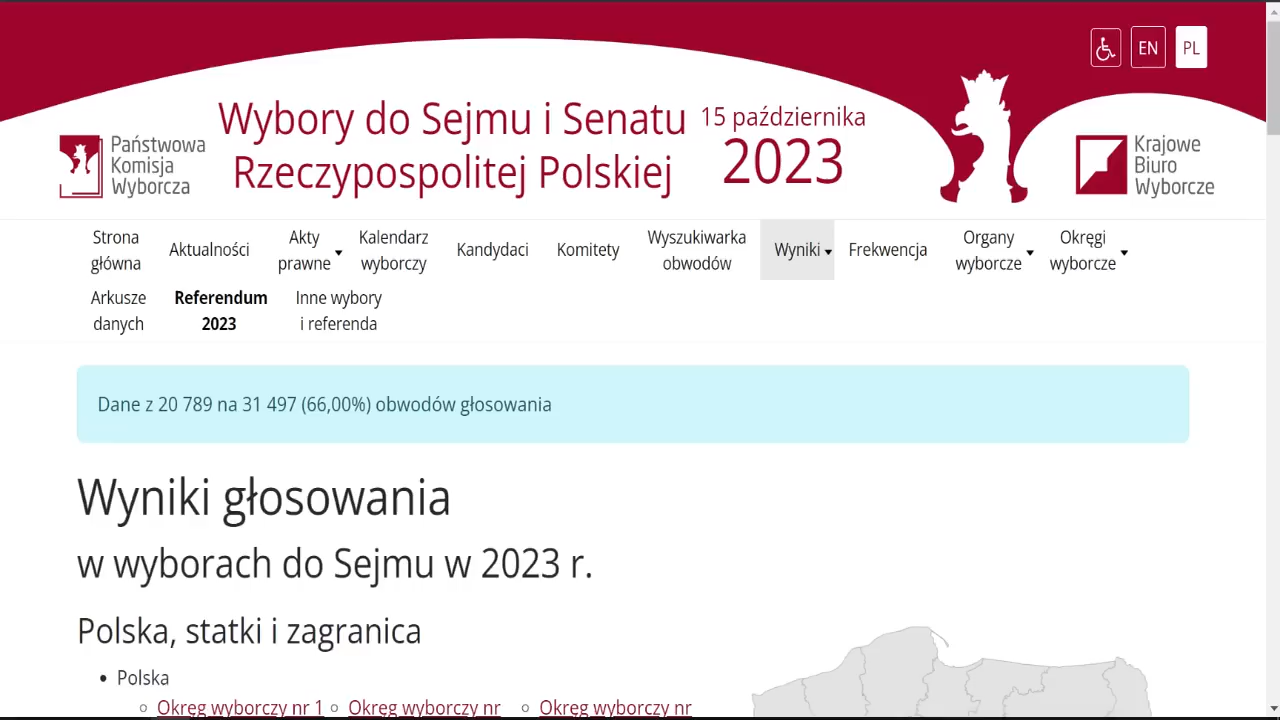 EN PL
Wybory do Sejmu i Senatu
Rzeczypospolitej Polskiej
15 października
2023
Państwowa
Komisja
Wyborcza
Krajowe
Biuro
Wyborcze
Strona
główna
Aktualności
Akty
prawne
Kalendarz
wyborczy
Kandydaci
Komitety
Wyszukiwarka
obwodów
Wyniki
Frekwencja
Organy
wyborcze
Okręgi
wyborcze
Arkusze
danych
Referendum
2023
Inne wybory
i referenda
Dane z 20 789 na 31 497 (66,00%) obwodów głosowania
Wyniki głosowania
w wyborach do Sejmu w 2023 r.
Polska, statki i zagranica
Polska
Okręg wyborczy nr 1 Okręg wyborczy nr Okręg wyborczy nr